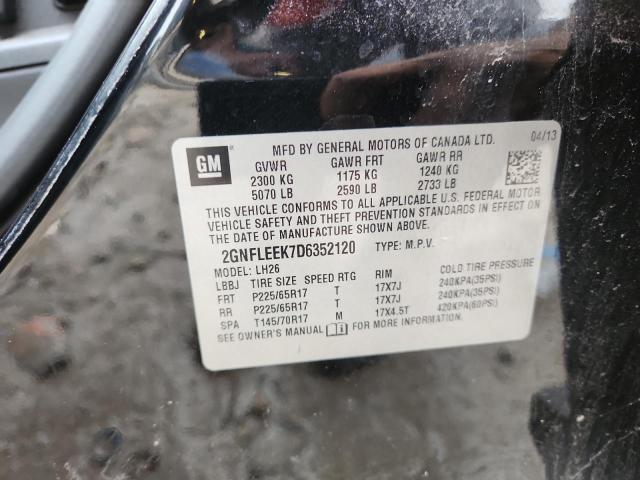 04/13
GM
MFD BY GENERAL MOTORS OF CANADA LTD.
GVWR GAWR FRT GAWR RR
2300 KG 1175 KG 1240 KG
5070 LB 2590 LB 2733 LB
THIS VEHICLE CONFORMS TO ALL APPLICABLE U.S. FEDERAL MOTOR
VEHICLE SAFETY AND THEFT PREVENTION STANDARDS IN EFFECT ON
THE DATE OF MANUFACTURE SHOWN ABOVE.
2GNFLEEK7D6352120 TYPE: M.P.V.
MODEL: LH26
LBBJ TIRE SIZE SPEED RTG RIM COLD TIRE PRESSURE
FRT P225/65R17 T 17X7J 240KPA(35PSI)
RR P225/65R17 T 17X7J 240KPA(35PSI)
SPA T145/70R17 M 17X4.5T 420KPA(60PSI)
SEE OWNER'S MANUAL FOR MORE INFORMATION.